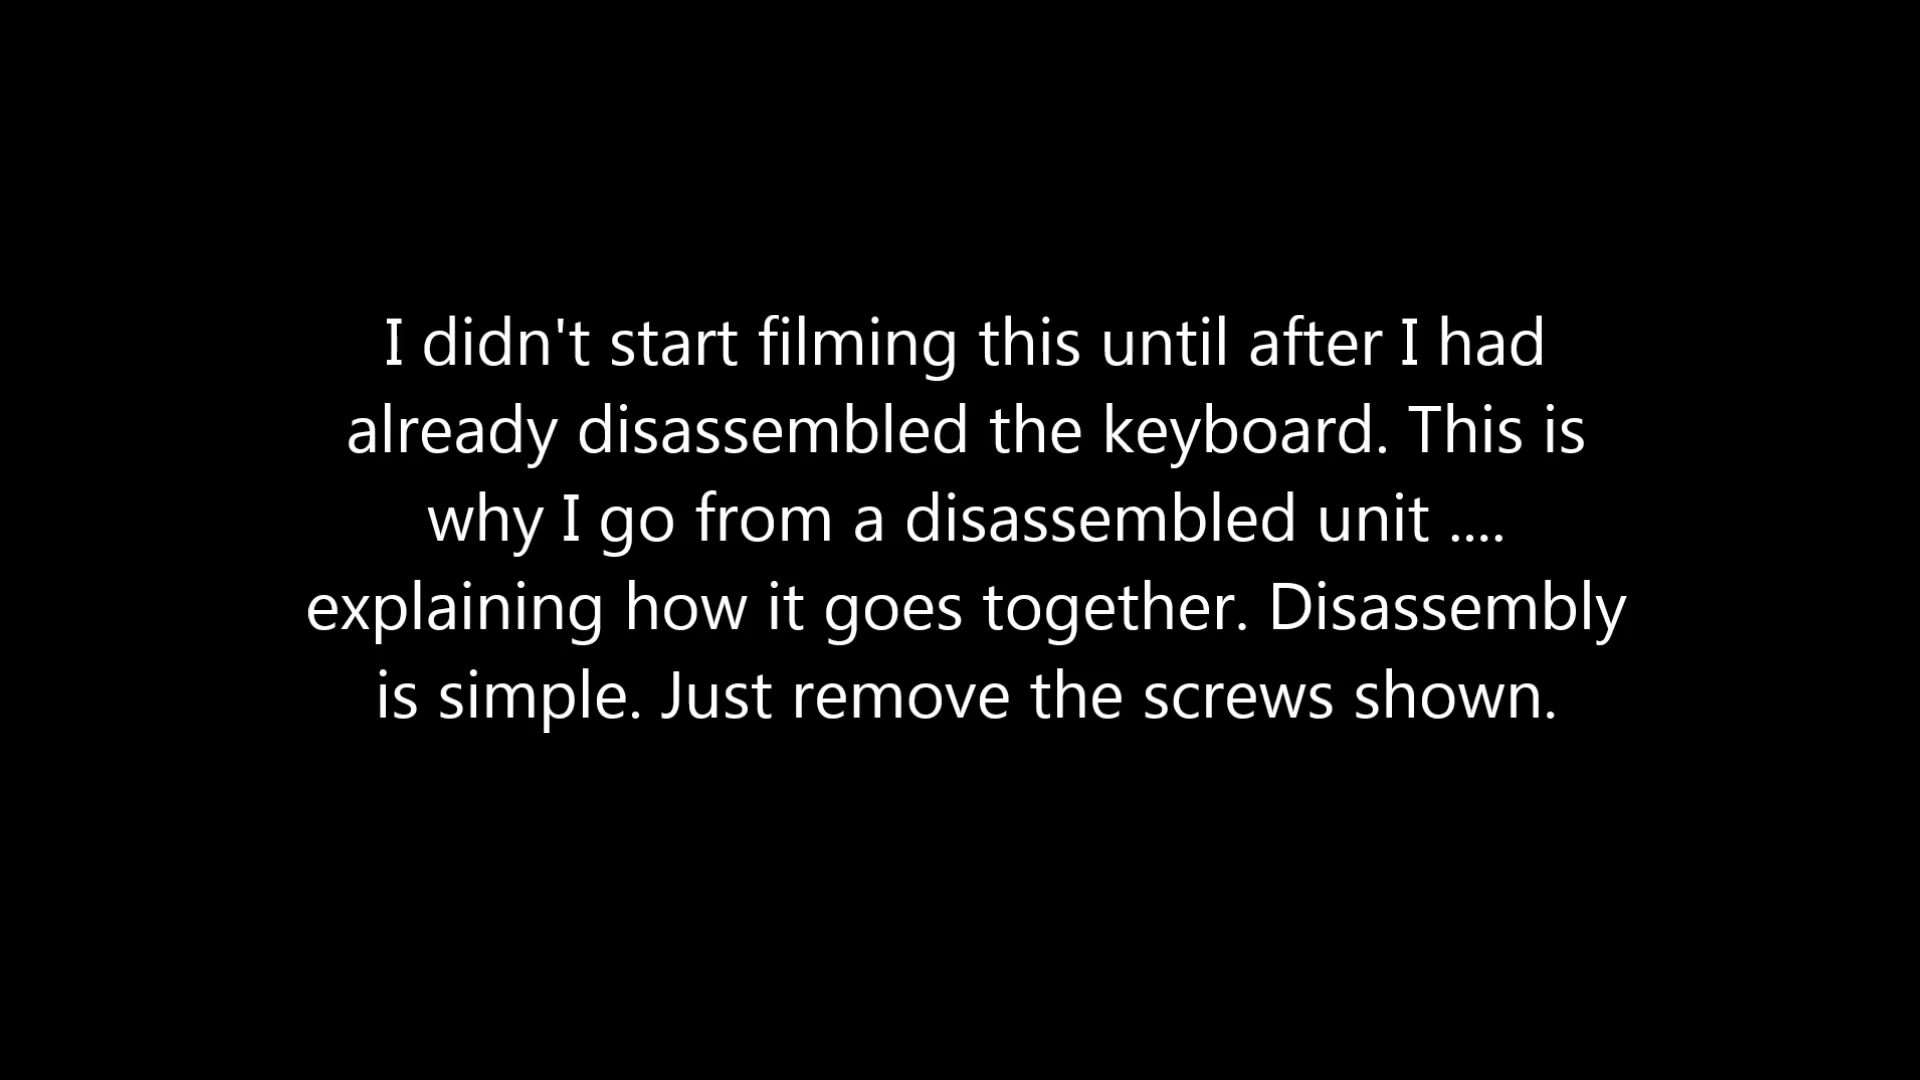 I didn't start filming this until after I had
already disassembled the keyboard. This is
why I go from a disassembled unit ....
explaining how it goes together. Disassembly
is simple. Just remove the screws shown.